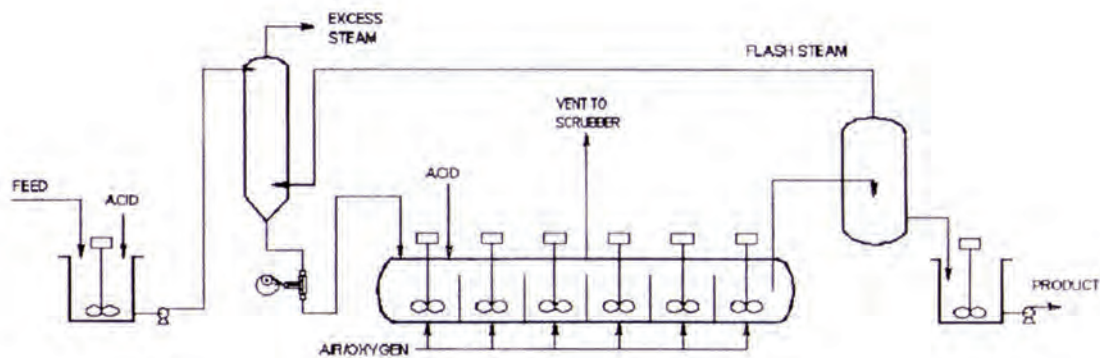 EXCESS
STEAM
FLASH STEAM
VENT TO
SCRUBBER
ACID
FEED
ACID
PRODUCT
AIR/OXYGEN